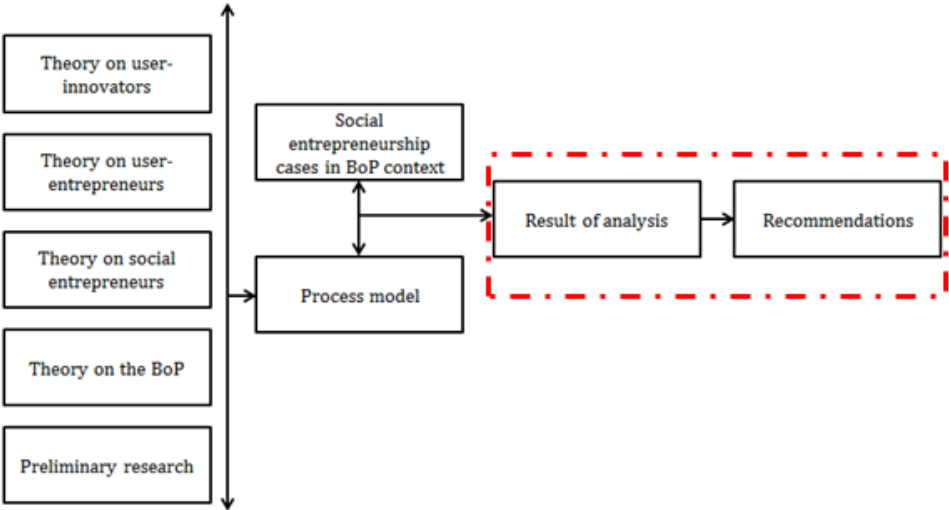 Theory on user-
innovators
Theory on user-
entrepreneurs
Theory on social
entrepreneurs
Theory on the BoP
Preliminary research
Social
entrepreneurship
cases in BoP context
Process model
Result of analysis
Recommendations